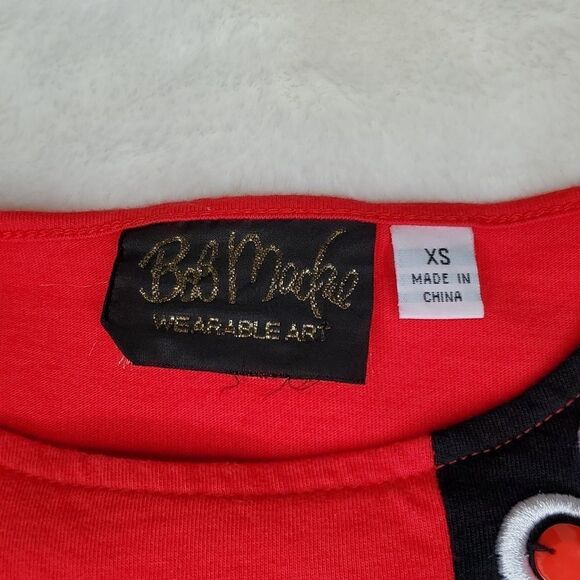 Bob Mackie
WEARABLE ART
XS
MADE IN
CHINA